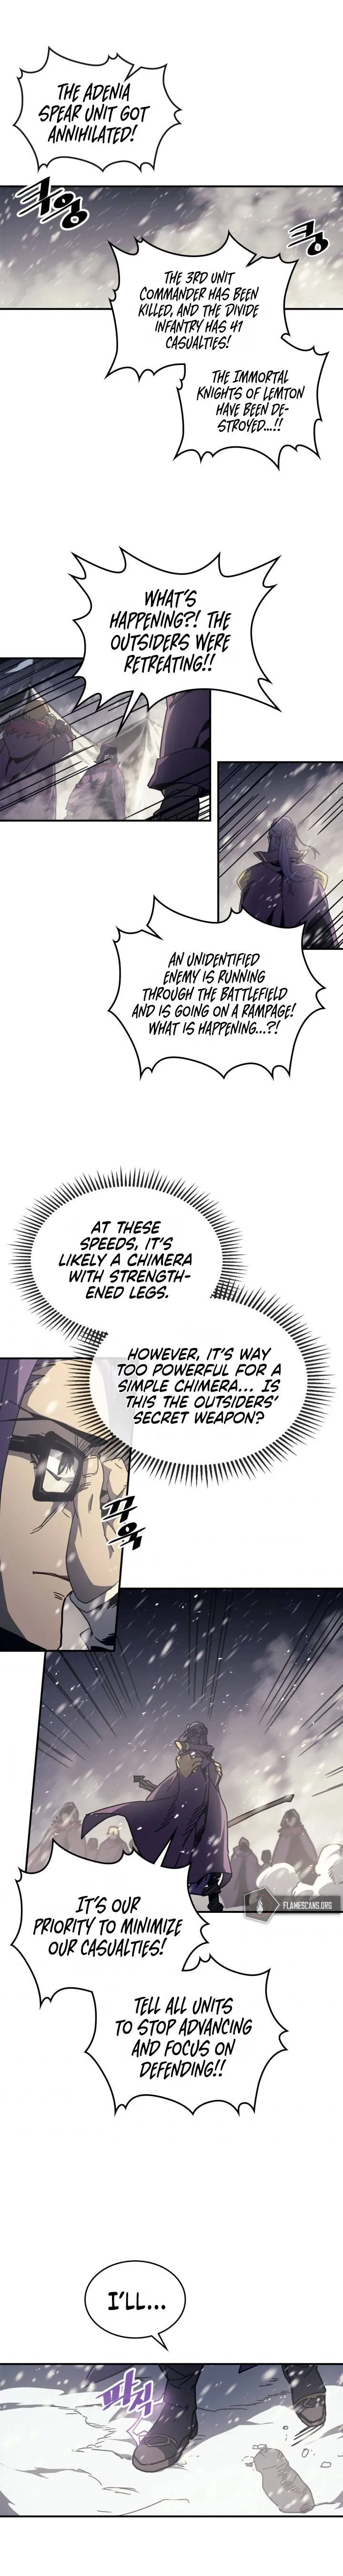 THE ADENIA
SPEAR UNIT GOT
ANNIHILATED!
쿠웅
쿵
THE 3RD UNIT
COMMANDER HAS BEEN
KILLED, AND THE DIVIDE
INFANTRY HAS 41
CASUALTIES!
THE IMMORTAL
KNIGHTS OF LEMTON
HAVE BEEN DE-
STROYED...!!
WHAT'S
HAPPENING?! THE
OUTSIDERS WERE
RETREATING!!
AN UNIDENTIFIED
ENEMY IS RUNNING
THROUGH THE BATTLEFIELD
AND IS GOING ON A RAMPAGE!
WHAT IS HAPPENING...?!
AT THESE
SPEEDS, IT'S
LIKELY A CHIMERA
WITH STRENGTH-
ENED LEGS.
HOWEVER, IT'S WAY
TOO POWERFUL FOR A
SIMPLE CHIMERA... IS
THIS THE OUTSIDERS'
SECRET WEAPON?
꾸
욱
FLAMESCANS.ORG
IT'S OUR
PRIORITY TO MINIMIZE
OUR CASUALTIES!
TELL ALL UNITS
TO STOP ADVANCING
AND FOCUS ON
DEFENDING!!
I'LL...
파직